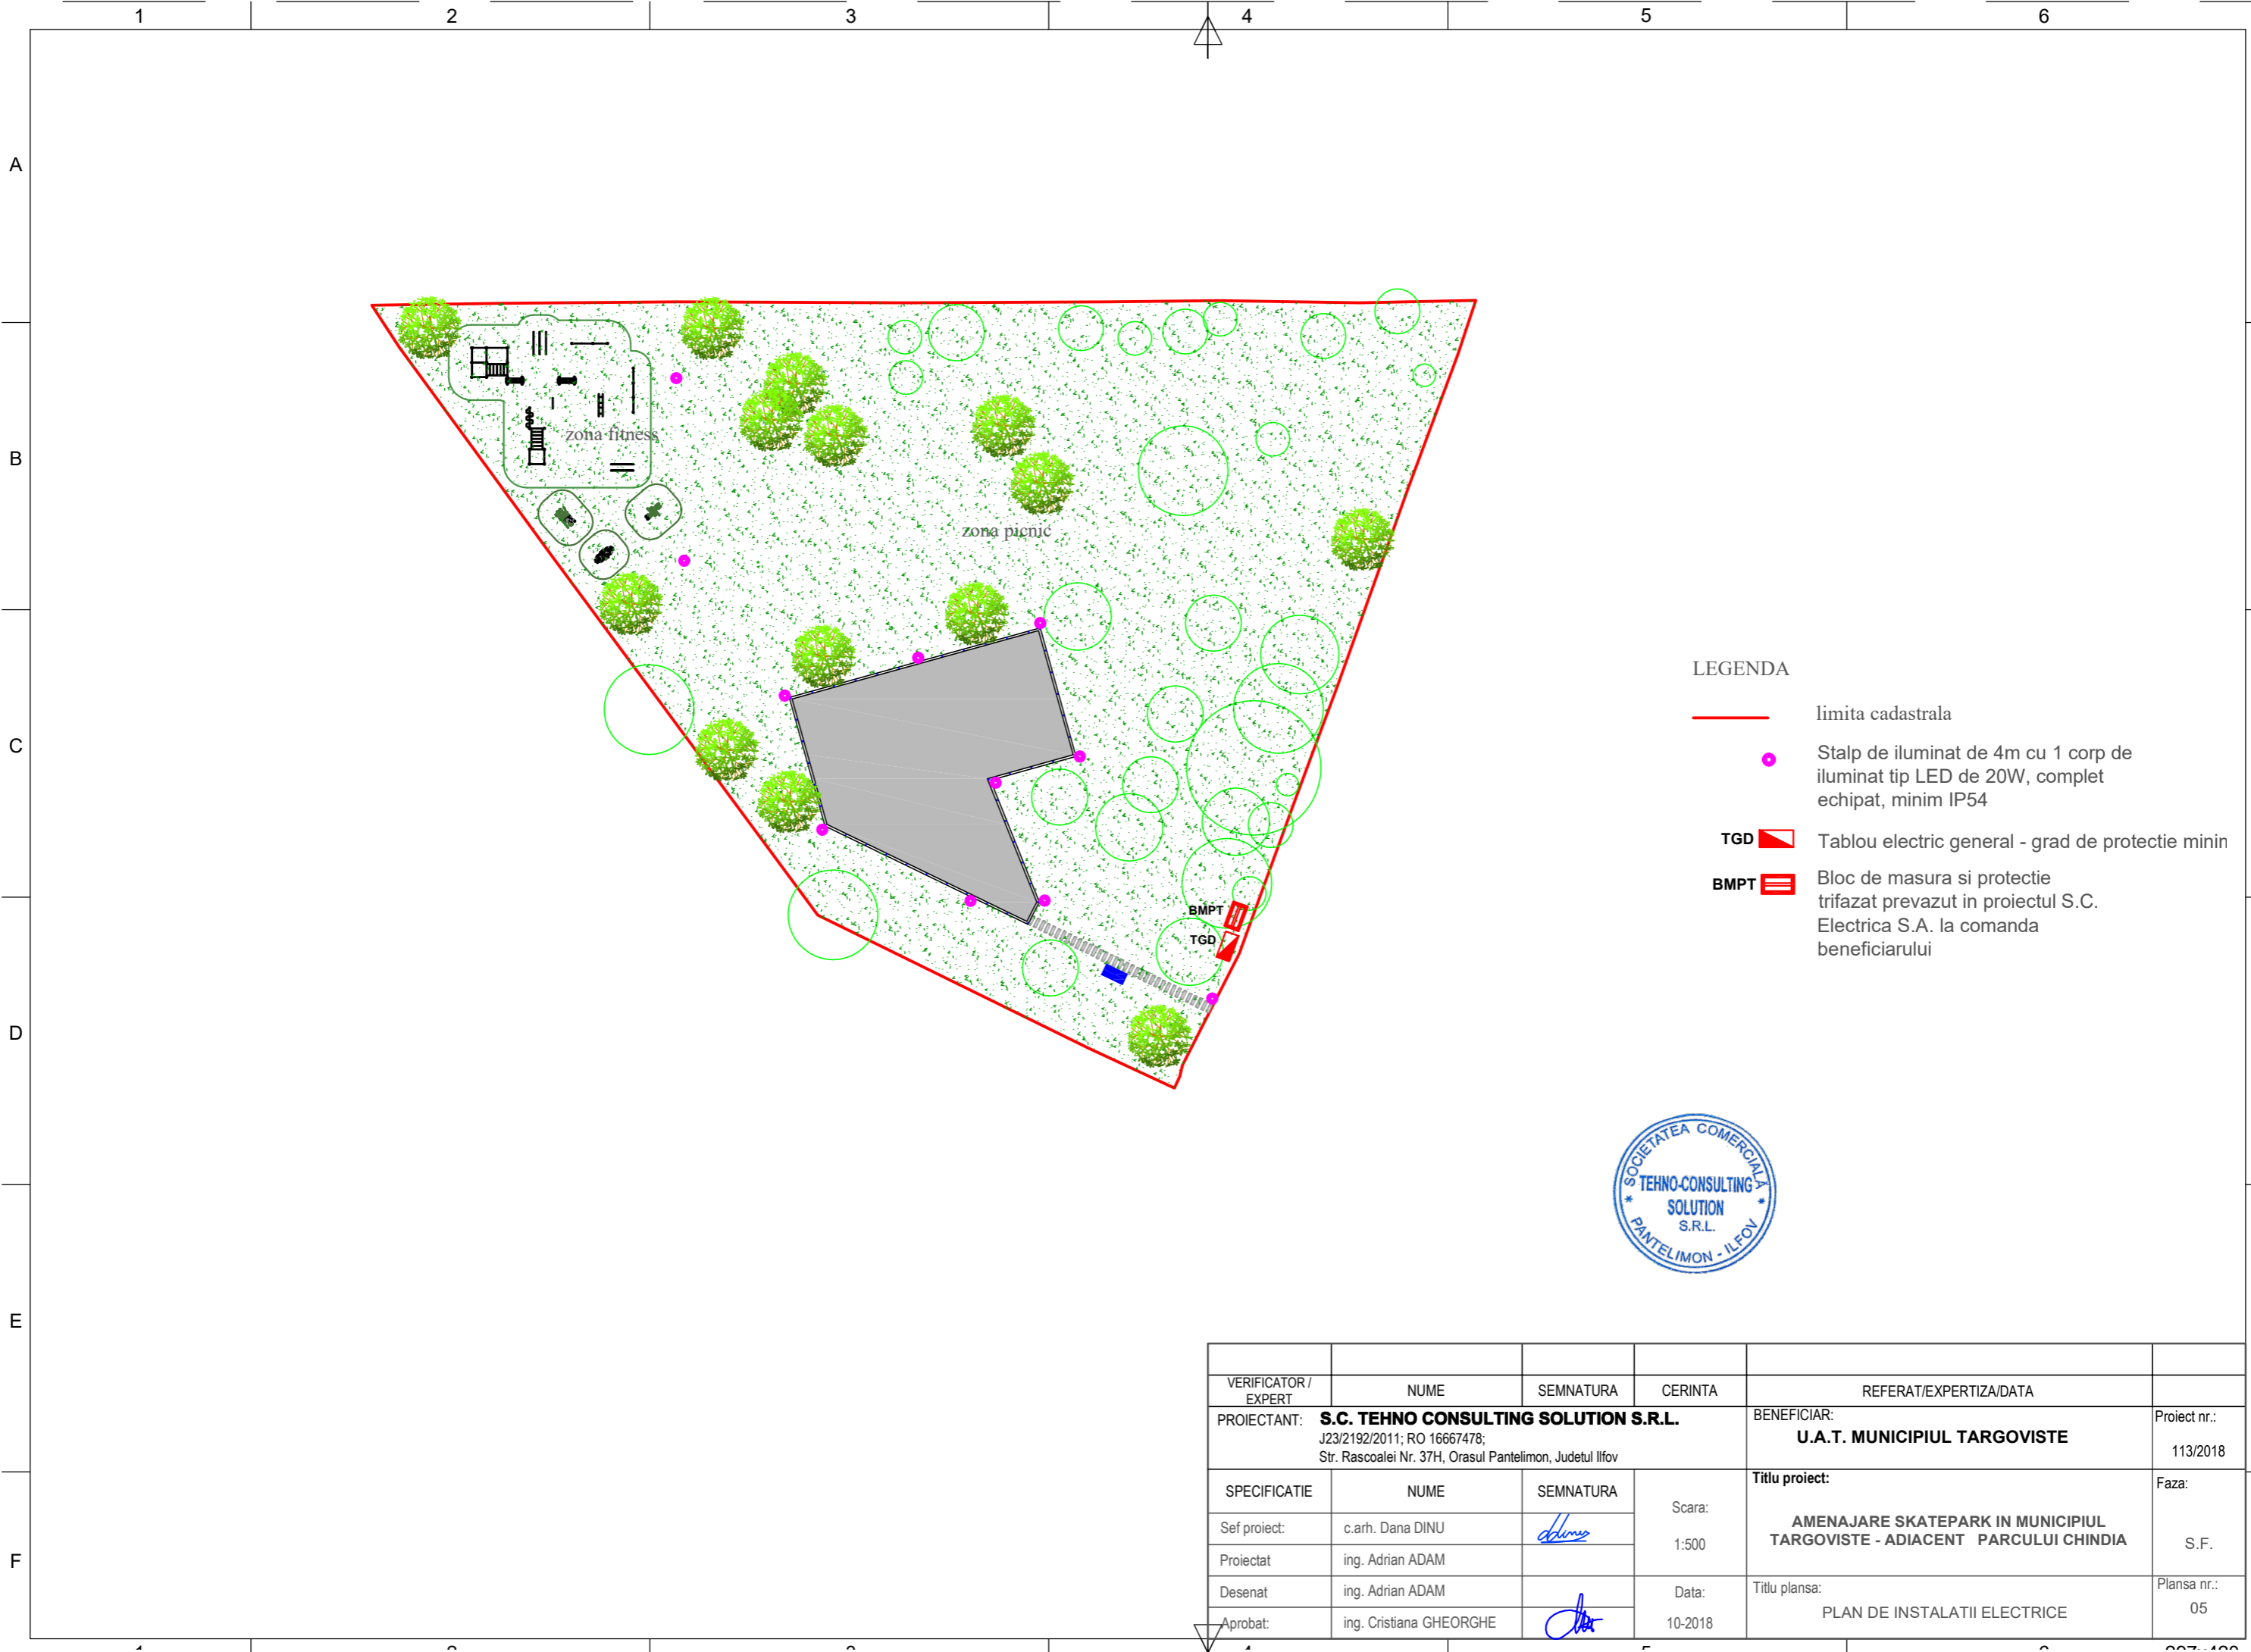 1 2 3 4 5 6
A
B
C
D
E
F
zona fitness
zona picnic
BMPT
TGD
LEGENDA
limita cadastrala
Stalp de iluminat de 4m cu 1 corp de
iluminat tip LED de 20W, complet
echipat, minim IP54
TGD Tablou electric general - grad de protectie
BMPT Bloc de masura si protectie
trifazat prevazut in proiectul S.C.
Electrica S.A. la comanda
beneficiarului
SOCIETATEA COMERCIALĂ
TEHNO-CONSULTING
SOLUTION
S.R.L.
* PANTELIMON - ILFOV *
VERIFICATOR /
EXPERT NUME SEMNATURA CERINTA REFERAT/EXPERTIZA/DATA
PROIECTANT: S.C. TEHNO CONSULTING SOLUTION S.R.L.
J23/2192/2011; RO 16667478;
Str. Rascoalei Nr. 37H, Orasul Pantelimon, Judetul Ilfov
BENEFICIAR:
U.A.T. MUNICIPIUL TARGOVISTE
Proiect nr.:
113/2018
SPECIFICATIE NUME SEMNATURA
Sef proiect: c.arh. Dana DINU
Proiectat ing. Adrian ADAM
Desenat ing. Adrian ADAM
Aprobat: ing. Cristiana GHEORGHE
Scara:
1:500
Data:
10-2018
Titlu proiect:
AMENAJARE SKATEPARK IN MUNICIPIUL
TARGOVISTE - ADIACENT PARCULUI CHINDIA
Faza:
S.F.
Titlu plansa:
PLAN DE INSTALATII ELECTRICE
Plansa nr.:
05